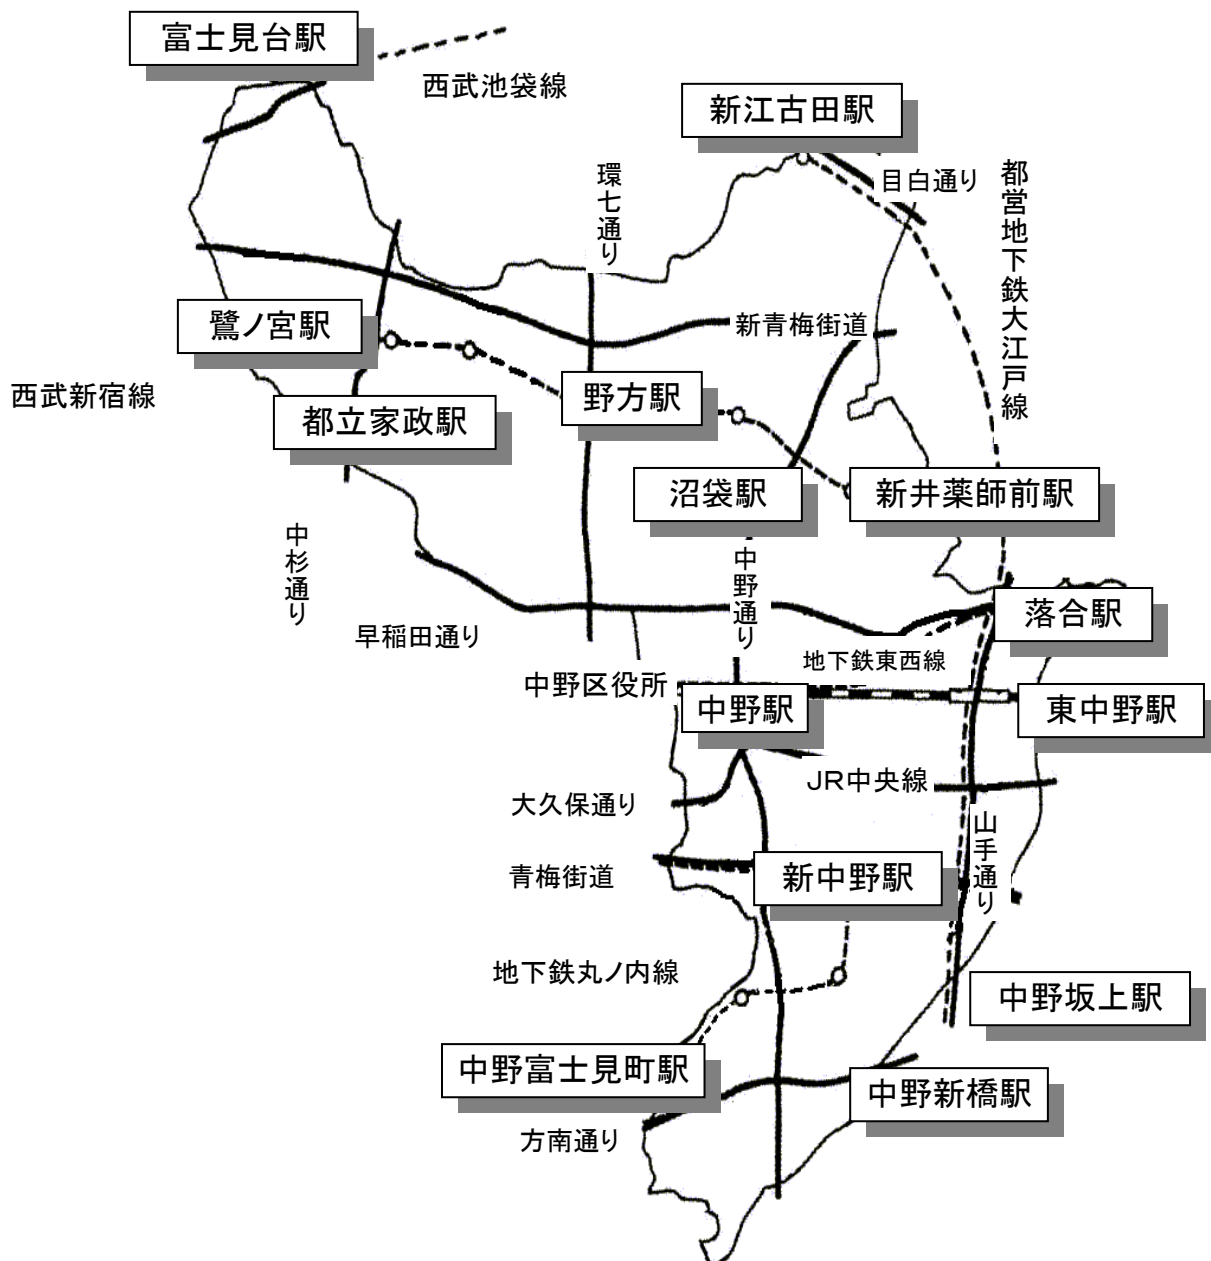 富士見台駅
西武池袋線
新江古田駅
目白通り
都営地下鉄大江戸線
環七通り
鷺ノ宮駅
新青梅街道
西武新宿線
野方駅
都立家政駅
沼袋駅
新井薬師前駅
中杉通り
中野通り
早稲田通り
落合駅
地下鉄東西線
中野区役所
中野駅
東中野駅
JR中央線
大久保通り
山手通り
青梅街道
新中野駅
地下鉄丸ノ内線
中野坂上駅
中野富士見町駅
中野新橋駅
方南通り